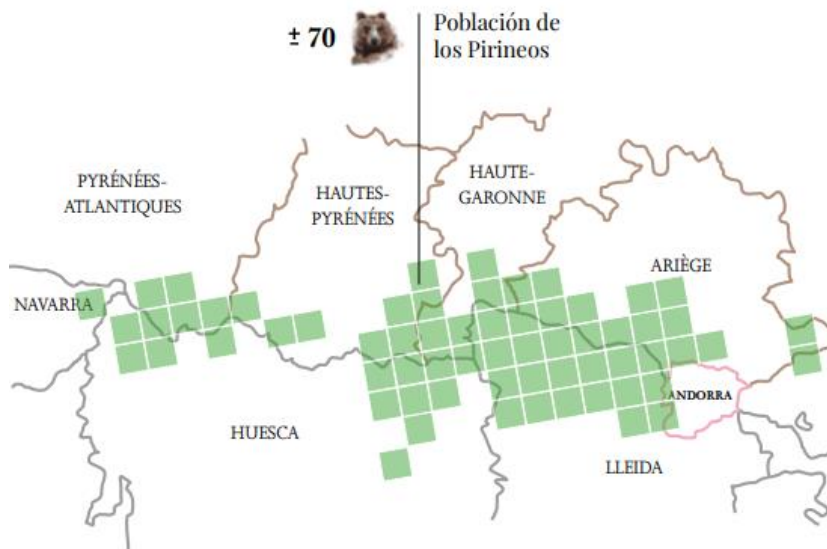 ± 70
Población de
los Pirineos
PYRÉNÉES-
ATLANTIQUES
HAUTES-
PYRÉNÉES
HAUTE-
GARONNE
ARIÈGE
NAVARRA
ANDORRA
HUESCA
LLEIDA